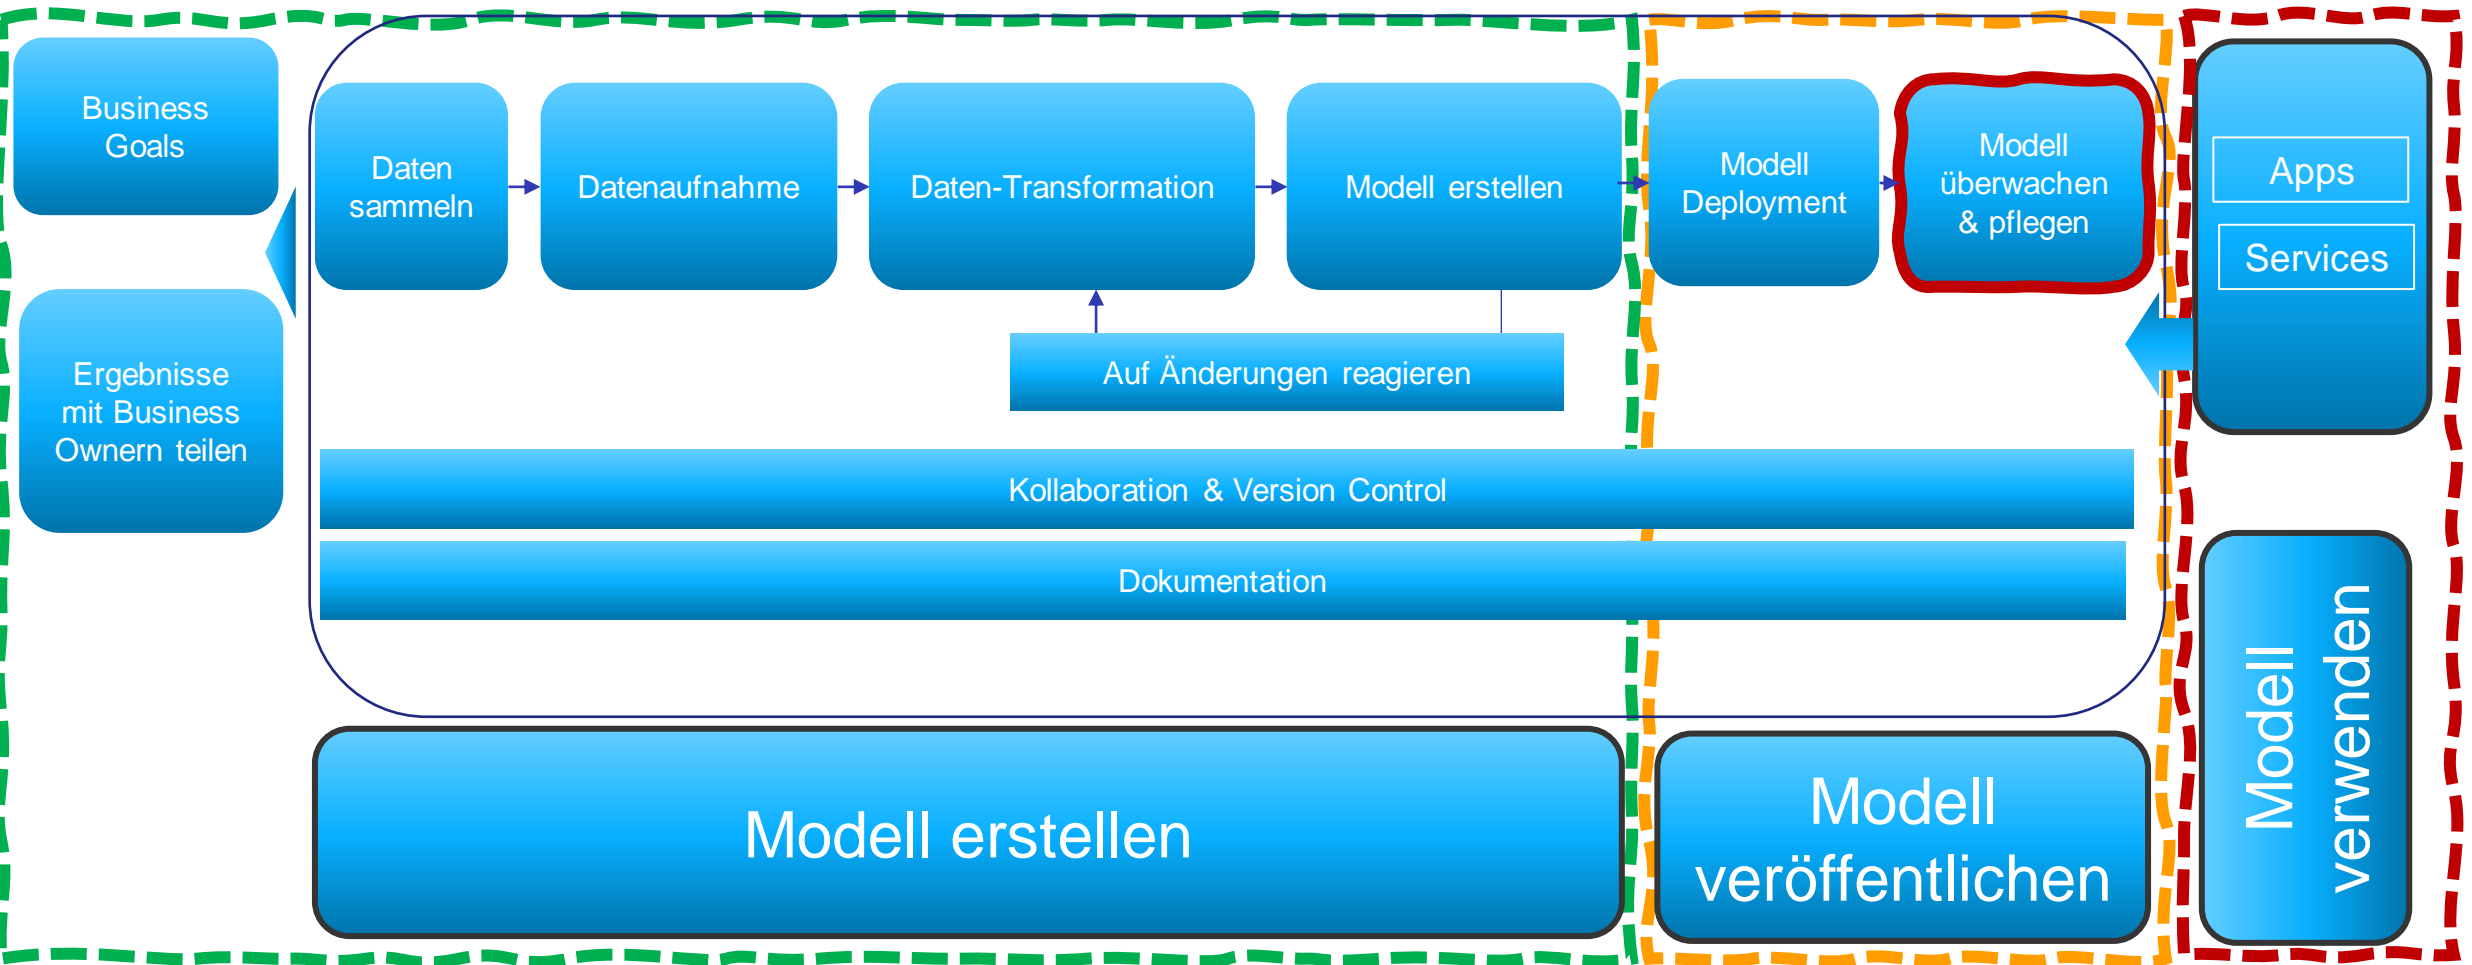 Business
Goals
Ergebnisse
mit Business
Ownern teilen
Daten
sammeln
Datenaufnahme
Daten-Transformation
Modell erstellen
Modell
Deployment
Modell
überwachen
& pflegen
Apps
Services
Auf Änderungen reagieren
Kollaboration & Version Control
Dokumentation
Modell erstellen
Modell
veröffentlichen
Modell
verwenden